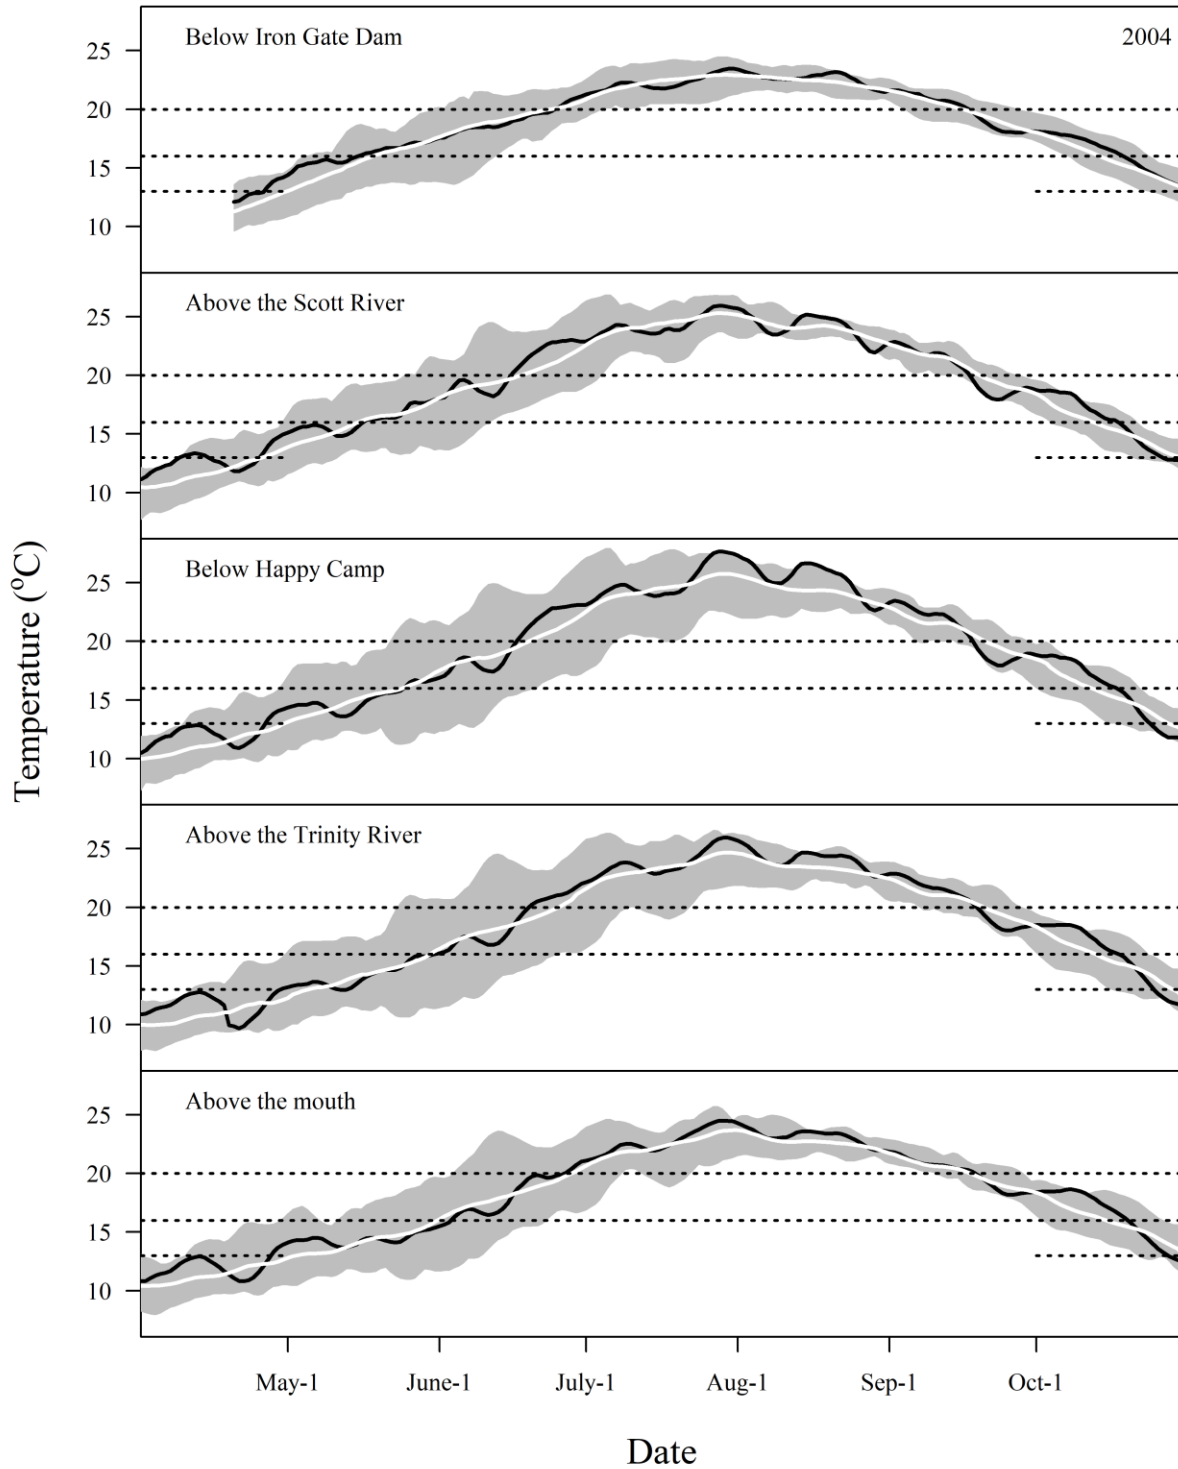 Below Iron Gate Dam
2004
25
20
15
10
Above the Scott River
25
20
15
10
Below Happy Camp
25
20
15
10
Above the Trinity River
25
20
15
10
Above the mouth
25
20
15
10
Temperature (°C)
May-1 June-1 July-1 Aug-1 Sep-1 Oct-1
Date